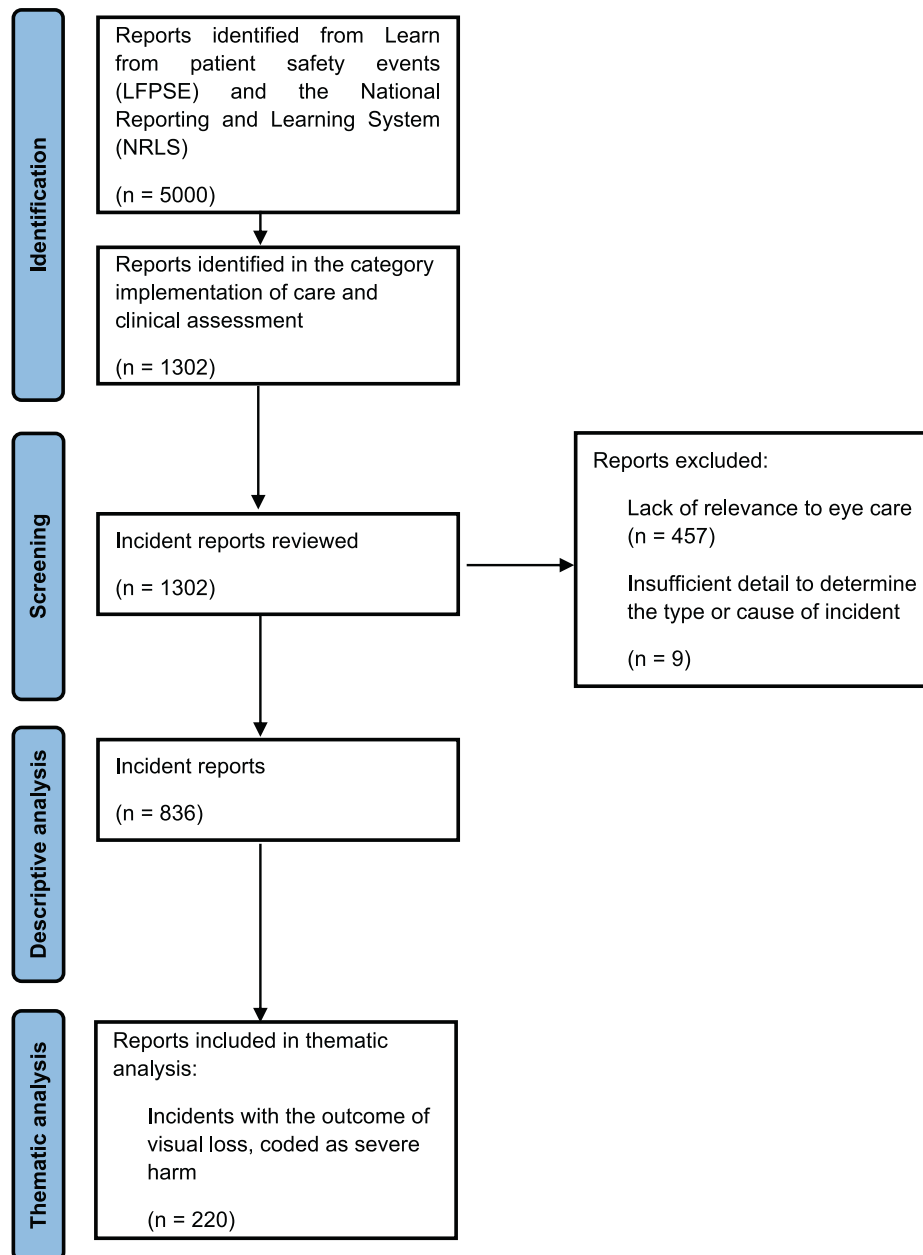 Identification
Reports identified from Learn
from patient safety events
(LFPSE) and the National
Reporting and Learning System
(NRLS)
(n = 5000)
Reports identified in the category
implementation of care and
clinical assessment
(n = 1302)
Screening
Incident reports reviewed
(n = 1302)
Reports excluded:
Lack of relevance to eye care
(n = 457)
Insufficient detail to determine
the type or cause of incident
(n = 9)
Descriptive analysis
Incident reports
(n = 836)
Thematic analysis
Reports included in thematic
analysis:
Incidents with the outcome of
visual loss, coded as severe
harm
(n = 220)